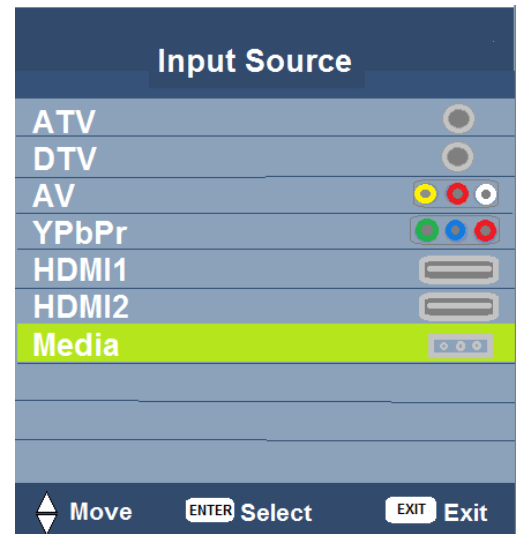 Input Source
ATV
DTV
AV
YPbPr
HDMI1
HDMI2
Media
Move ENTER Select EXIT Exit